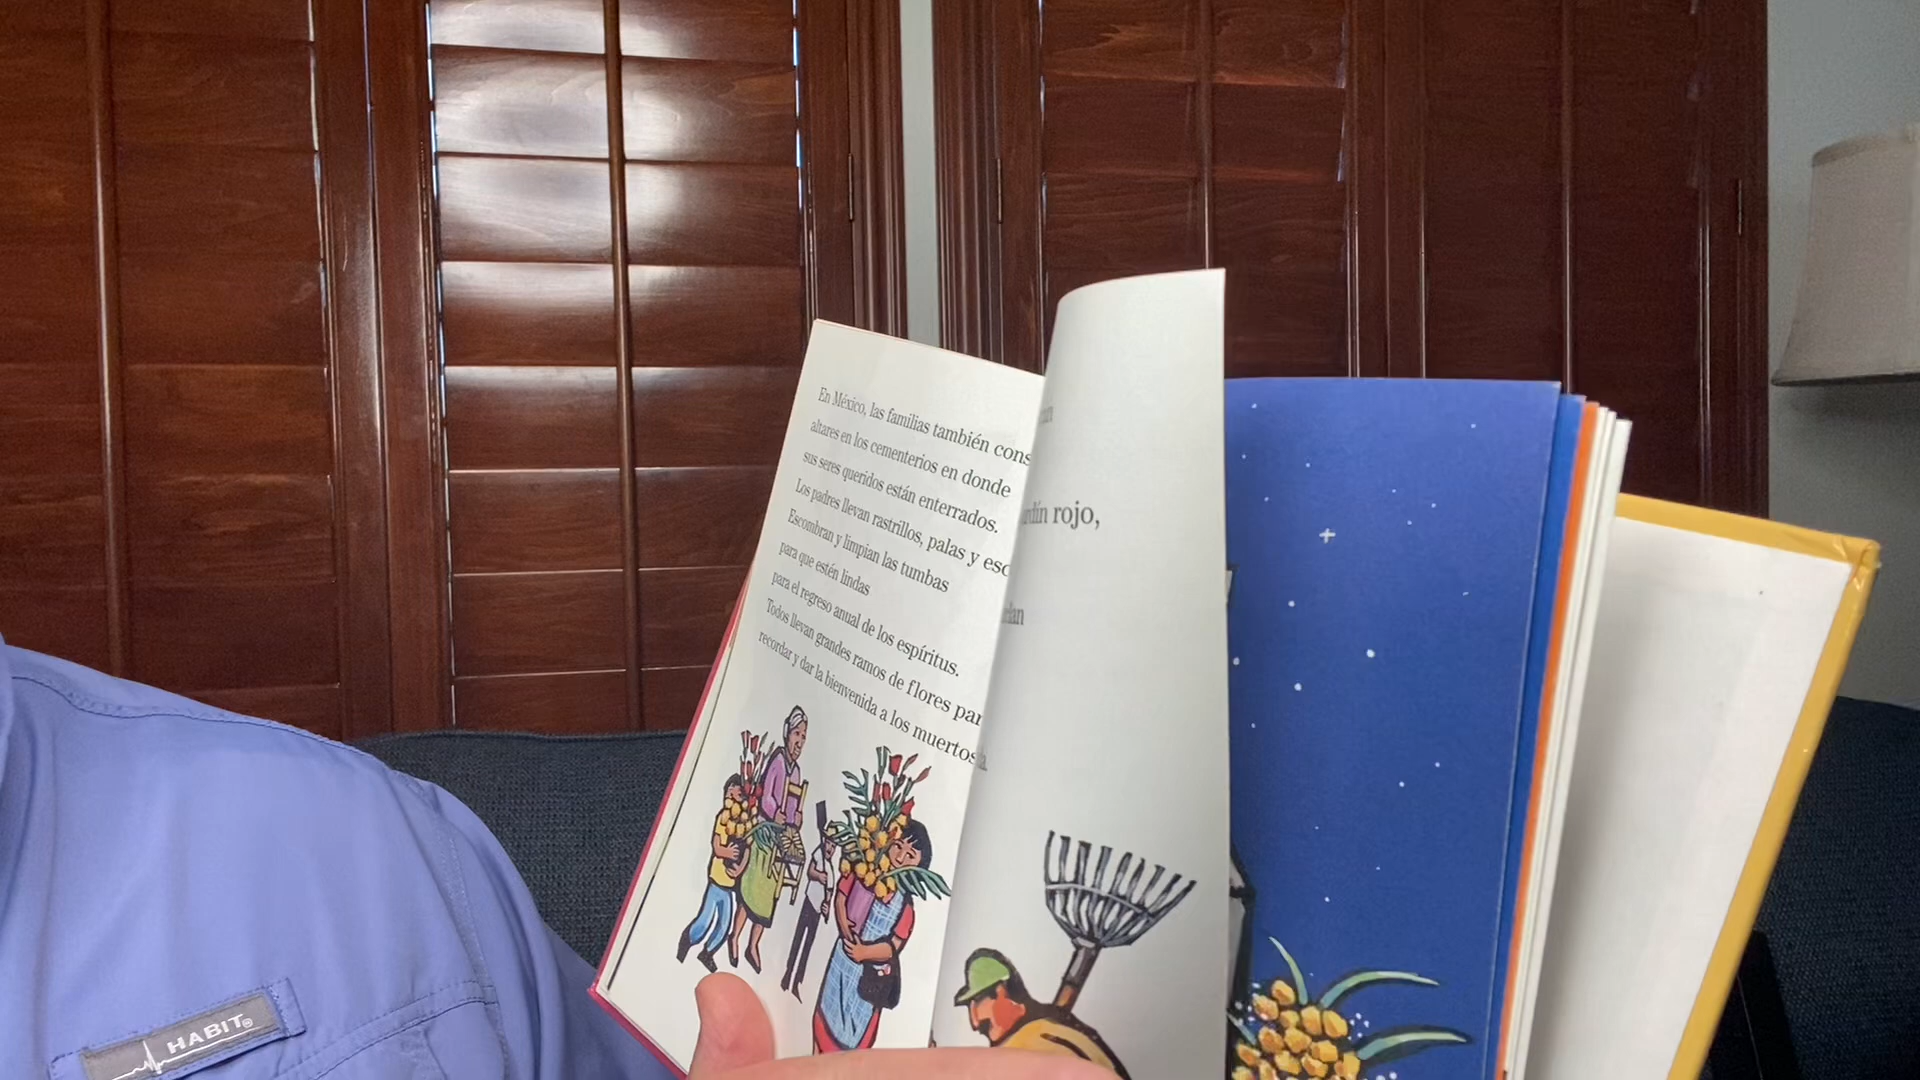 En México, las familias también cons
altares en los cementerios en donde
sus seres queridos están enterrados.
Los padres llevan rastrillos, palas y esc
Escombran y limpian las tumbas
para que estén lindas
para el regreso anual de los espíritus.
Todos llevan grandes ramos de flores par
recordar y dar la bienvenida a los muertos
rojo,
HABIT